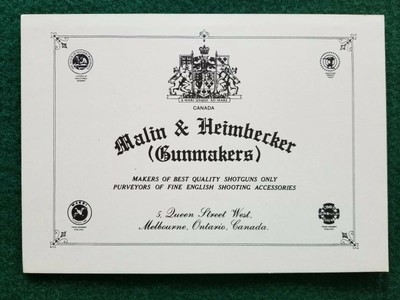 A MARI USQUE AD MARE
CANADA
Malin & Heimbecker
(Gunmakers)
MAKERS OF BEST QUALITY SHOTGUNS ONLY
PURVEYORS OF FINE ENGLISH SHOOTING ACCESSORIES
5, Queen Street West,
Melbourne, Ontario, Canada.